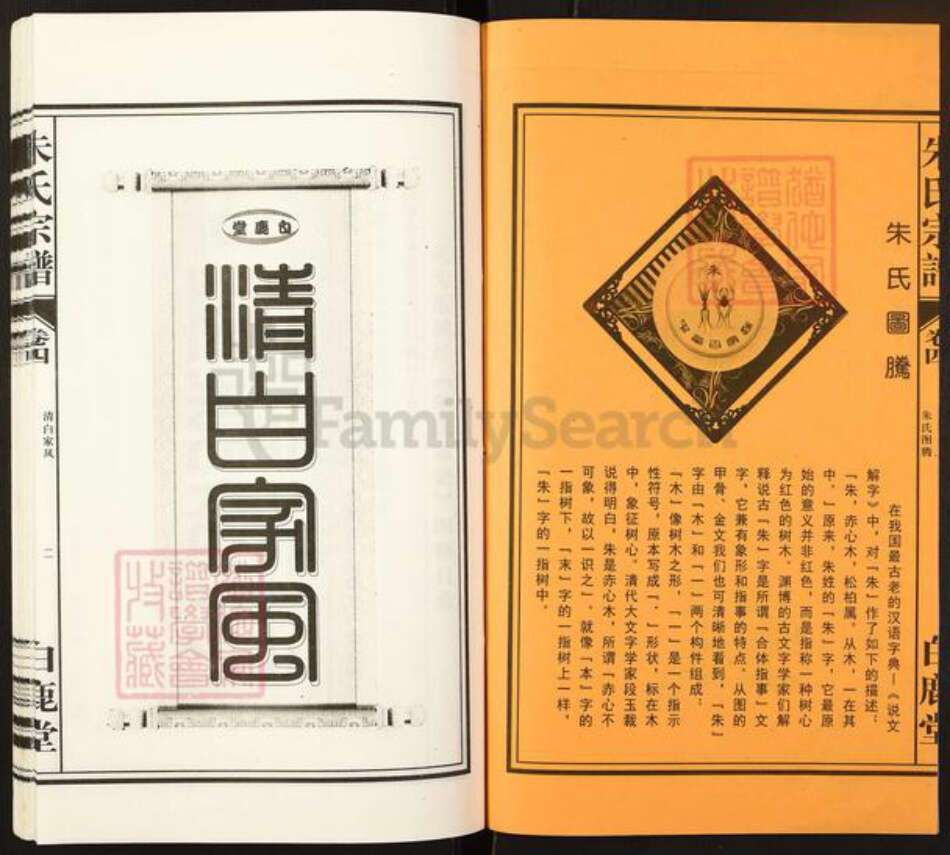 朱氏宗譜
卷四
朱氏图腾
白鹿堂
朱氏圖騰
朱
在我国最古老的汉语字典—《说文
解字》中，对「朱」作了如下的描述：
「朱，赤心木，松柏属。从木，一在其
中。」原来，朱姓的「朱」字，它最原
始的意义并非红色，而是指称一种树心
为红色的树木。渊博的古文字学家们解
释说古「朱」字是所谓「合体指事」文
字，它兼有象形和指事的特点。从图的
甲骨、金文我们也可清晰地看到，「朱」
字由「木」和「一」两个构件组成：
「木」像树木之形，「一」是一个指示
性符号，原本写成「、」形状，标在木
中，象征树心。清代大文字学家段玉裁
说得明白，朱是赤心木，所谓「赤心不
可象，故以一识之」。就像「本」字的
一指树下，「末」字的一指树上一样，
「朱」字的一指树中。
白鹿堂
清白家风
朱氏宗譜
卷四
清白家风
二
白鹿堂
FamilySearch